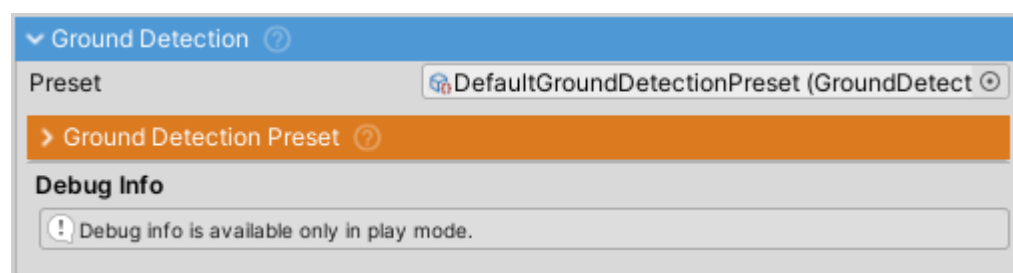 Ground Detection ?
Preset DefaultGroundDetectionPreset (GroundDetect
Ground Detection Preset ?
Debug Info
! Debug info is available only in play mode.